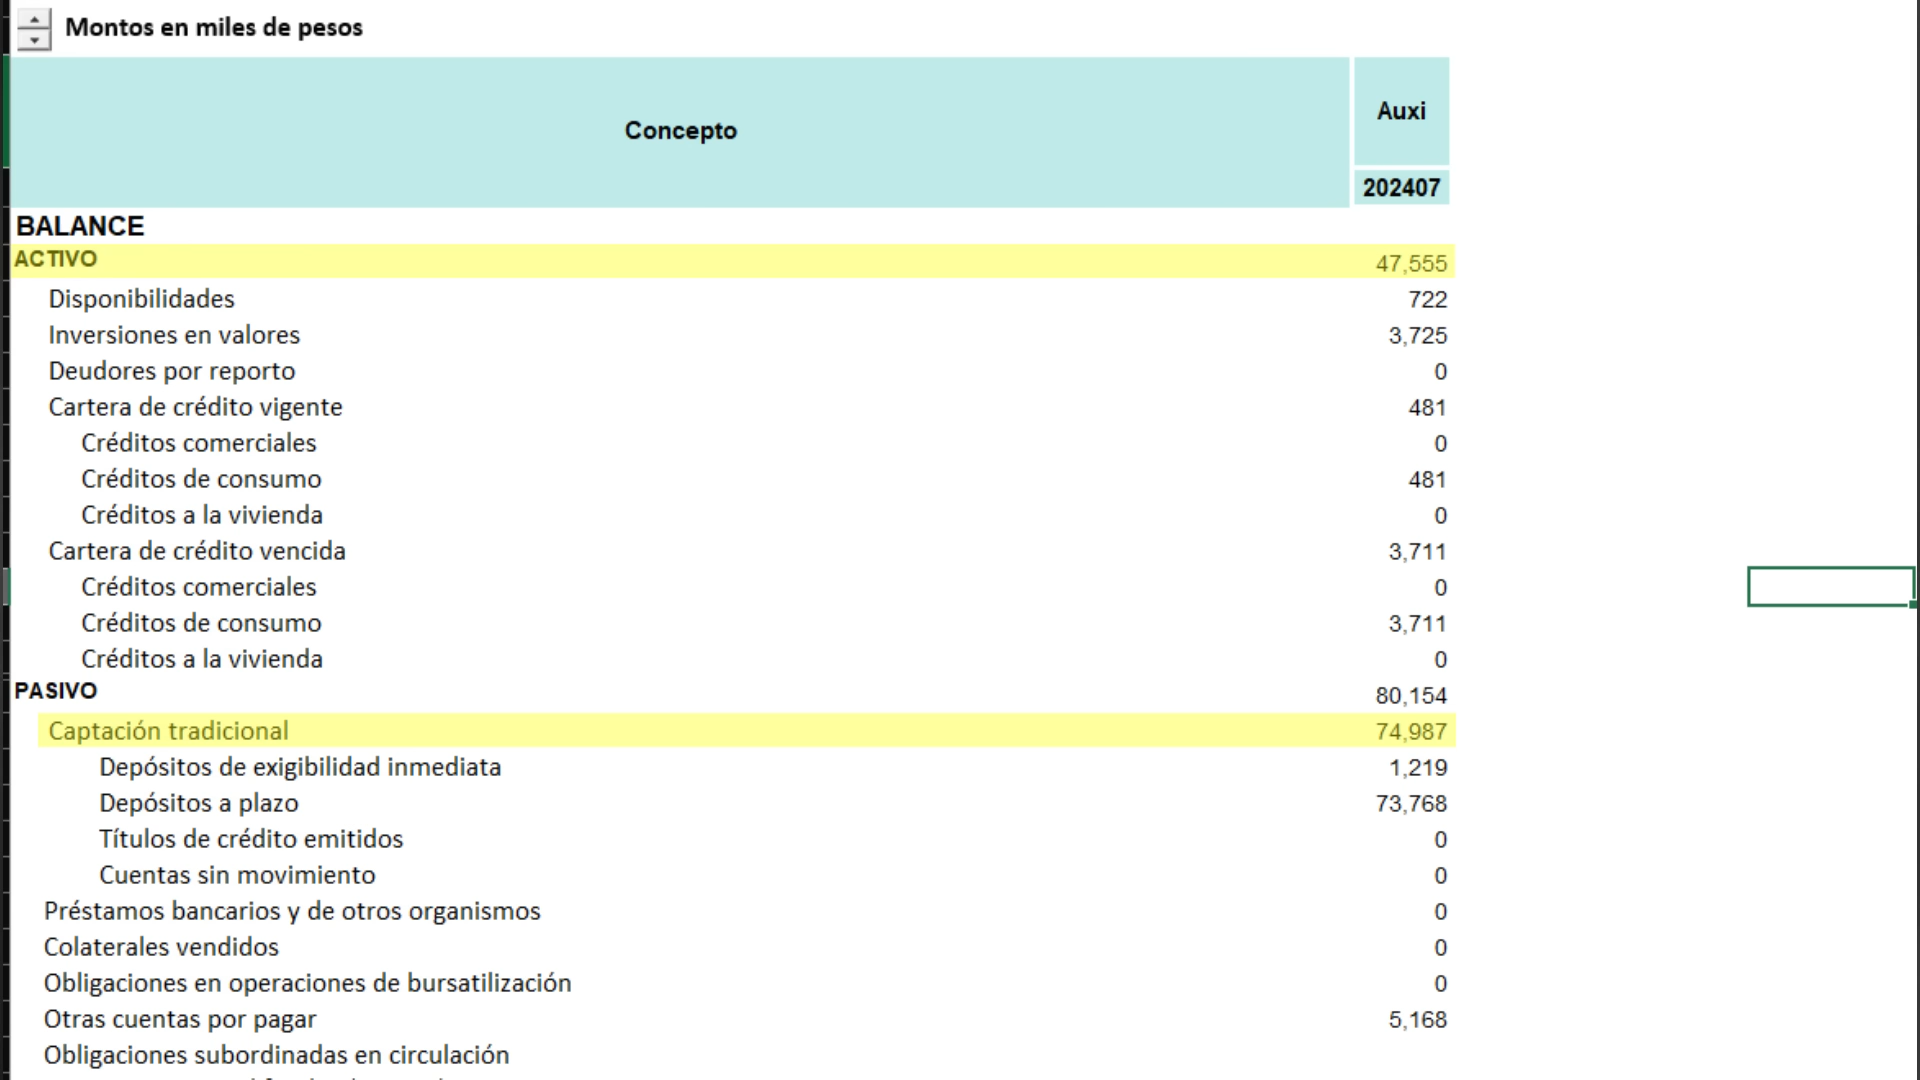 Montos en miles de pesos
Concepto
Auxi
202407
BALANCE
ACTIVO 47,555
Disponibilidades 722
Inversiones en valores 3,725
Deudores por reporto 0
Cartera de crédito vigente 481
Créditos comerciales 0
Créditos de consumo 481
Créditos a la vivienda 0
Cartera de crédito vencida 3,711
Créditos comerciales 0
Créditos de consumo 3,711
Créditos a la vivienda 0
PASIVO 80,154
Captación tradicional 74,987
Depósitos de exigibilidad inmediata 1,219
Depósitos a plazo 73,768
Títulos de crédito emitidos 0
Cuentas sin movimiento 0
Préstamos bancarios y de otros organismos 0
Colaterales vendidos 0
Obligaciones en operaciones de bursatilización 0
Otras cuentas por pagar 5,168
Obligaciones subordinadas en circulación